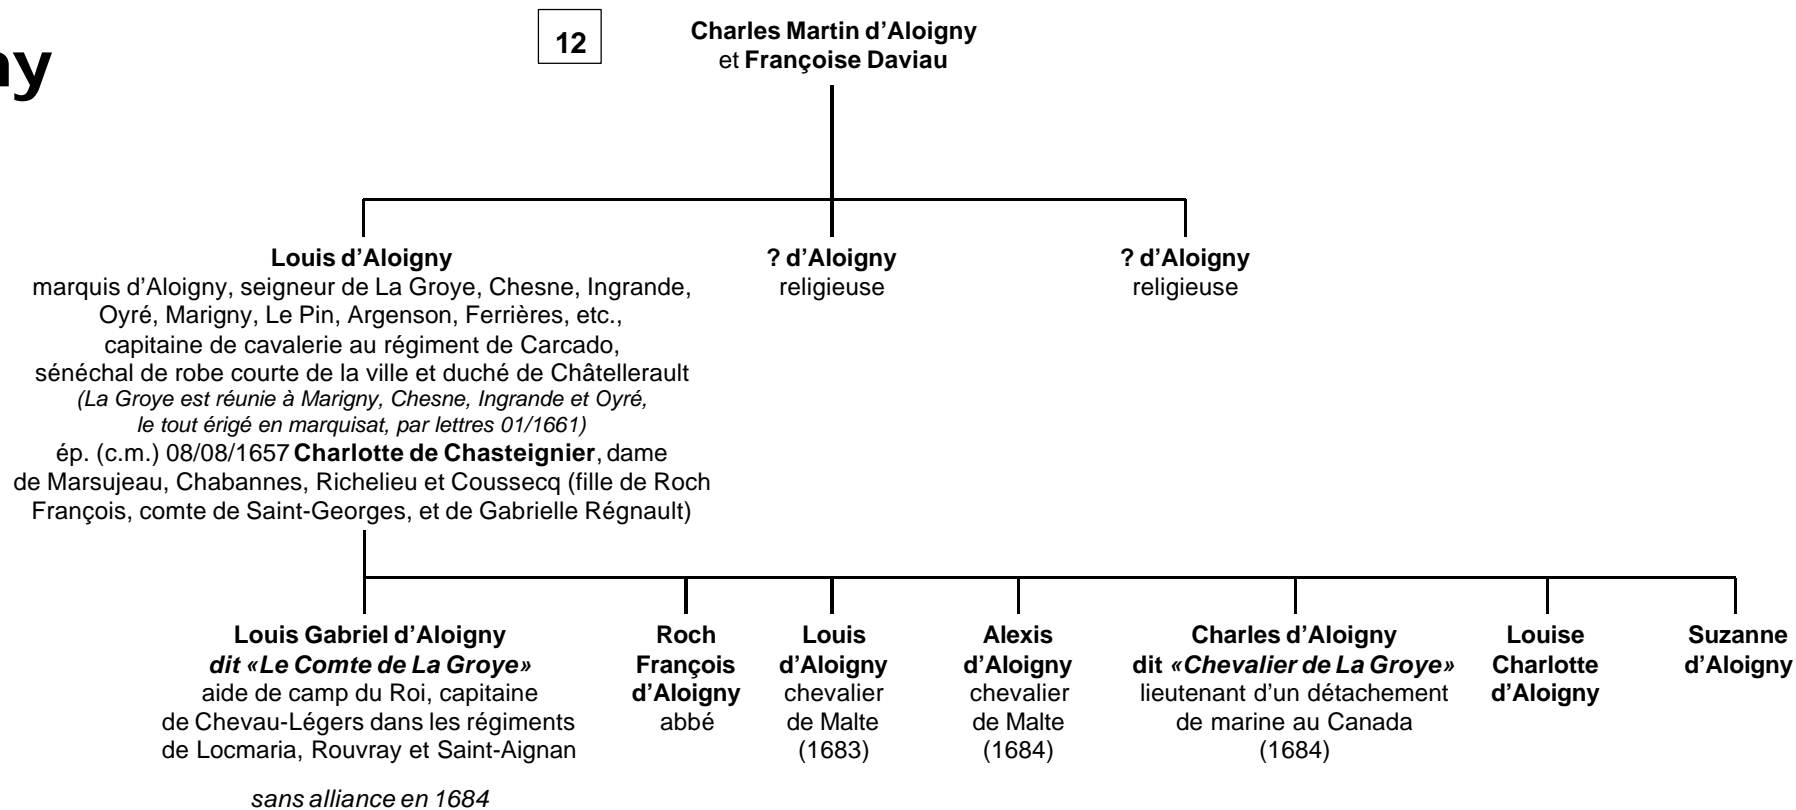 ny
12
Charles Martin d’Aloigny
et Françoise Daviau
Louis d’Aloigny
marquis d’Aloigny, seigneur de La Groye, Chesne, Ingrande,
Oyré, Marigny, Le Pin, Argenson, Ferrières, etc.,
capitaine de cavalerie au régiment de Carcado,
sénéchal de robe courte de la ville et duché de Châtellerault
(La Groye est réunie à Marigny, Chesne, Ingrande et Oyré,
le tout érigé en marquisat, par lettres 01/1661)
ép. (c.m.) 08/08/1657 Charlotte de Chasteignier, dame
de Marsujeau, Chabannes, Richelieu et Coussecq (fille de Roch
François, comte de Saint-Georges, et de Gabrielle Régnault)
? d’Aloigny
religieuse
? d’Aloigny
religieuse
Louis Gabriel d’Aloigny
dit «Le Comte de La Groye»
aide de camp du Roi, capitaine
de Chevau-Légers dans les régiments
de Locmaria, Rouvray et Saint-Aignan
sans alliance en 1684
Roch
François
d’Aloigny
abbé
Louis
d’Aloigny
chevalier
de Malte
(1683)
Alexis
d’Aloigny
chevalier
de Malte
(1684)
Charles d’Aloigny
dit «Chevalier de La Groye»
lieutenant d’un détachement
de marine au Canada
(1684)
Louise
Charlotte
d’Aloigny
Suzanne
d’Aloigny